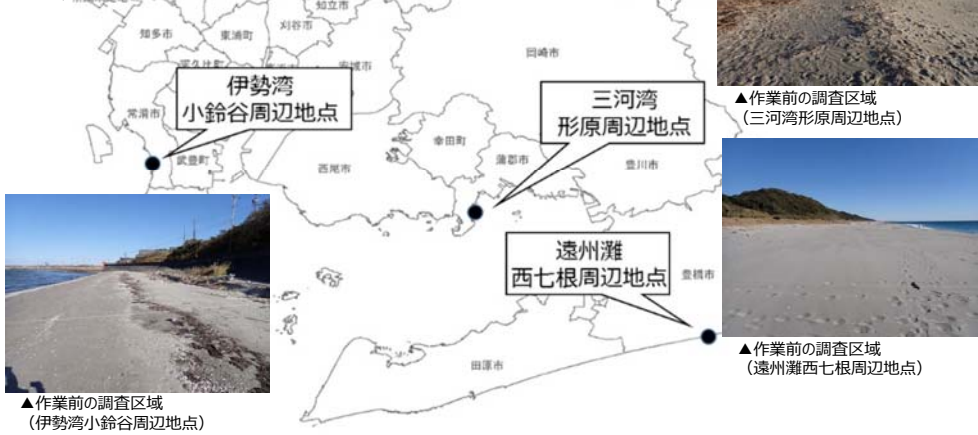 知立市
知多市
東浦町
刈谷市
岡崎市
安城市
伊勢湾
小鈴谷周辺地点
三河湾
形原周辺地点
▲作業前の調査区域
(三河湾形原周辺地点)
常滑市
武豊町
西尾市
幸田町
蒲郡市
豊川市
遠州灘
西七根周辺地点
豊橋市
田原市
▲作業前の調査区域
(遠州灘西七根周辺地点)
▲作業前の調査区域
(伊勢湾小鈴谷周辺地点)